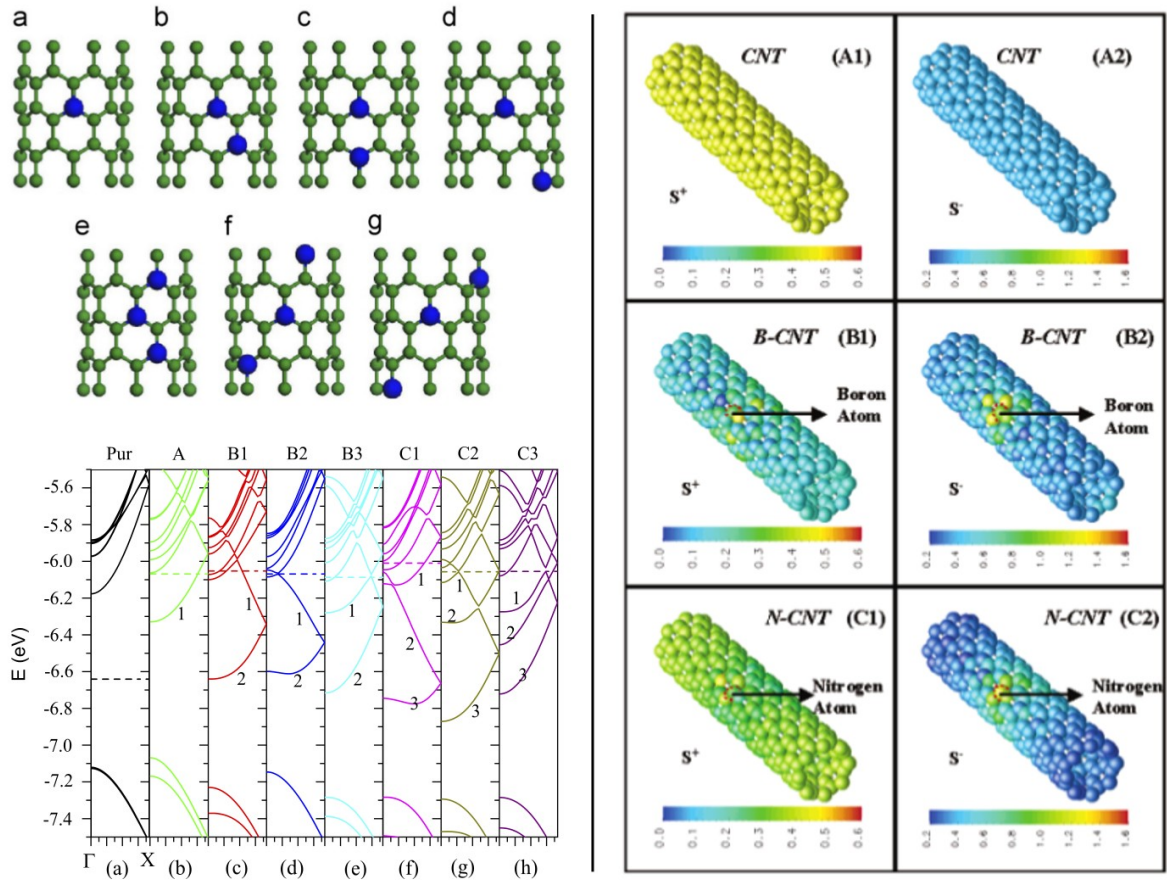 a b c d
e f g
Pur A B1 B2 B3 C1 C2 C3
E (eV)
-5.6
-5.8
-6.0
-6.2
-6.4
-6.6
-6.8
-7.0
-7.2
-7.4
1
1
2
1
2
1
2
1
2
3
1
2
3
1
2
3
Γ (a) X (b) (c) (d) (e) (f) (g) (h)
CNT (A1)
S+
0.0 0.1 0.2 0.3 0.4 0.5 0.6
CNT (A2)
S-
0.2 0.4 0.6 0.8 1.0 1.2 1.6
B-CNT (B1)
Boron
Atom
S+
0.0 0.1 0.2 0.3 0.4 0.5 0.6
B-CNT (B2)
Boron
Atom
S-
0.2 0.4 0.6 0.8 1.0 1.2 1.6
N-CNT (C1)
Nitrogen
Atom
S+
0.0 0.1 0.2 0.3 0.4 0.5 0.6
N-CNT (C2)
Nitrogen
Atom
S-
0.2 0.4 0.6 0.8 1.0 1.2 1.6